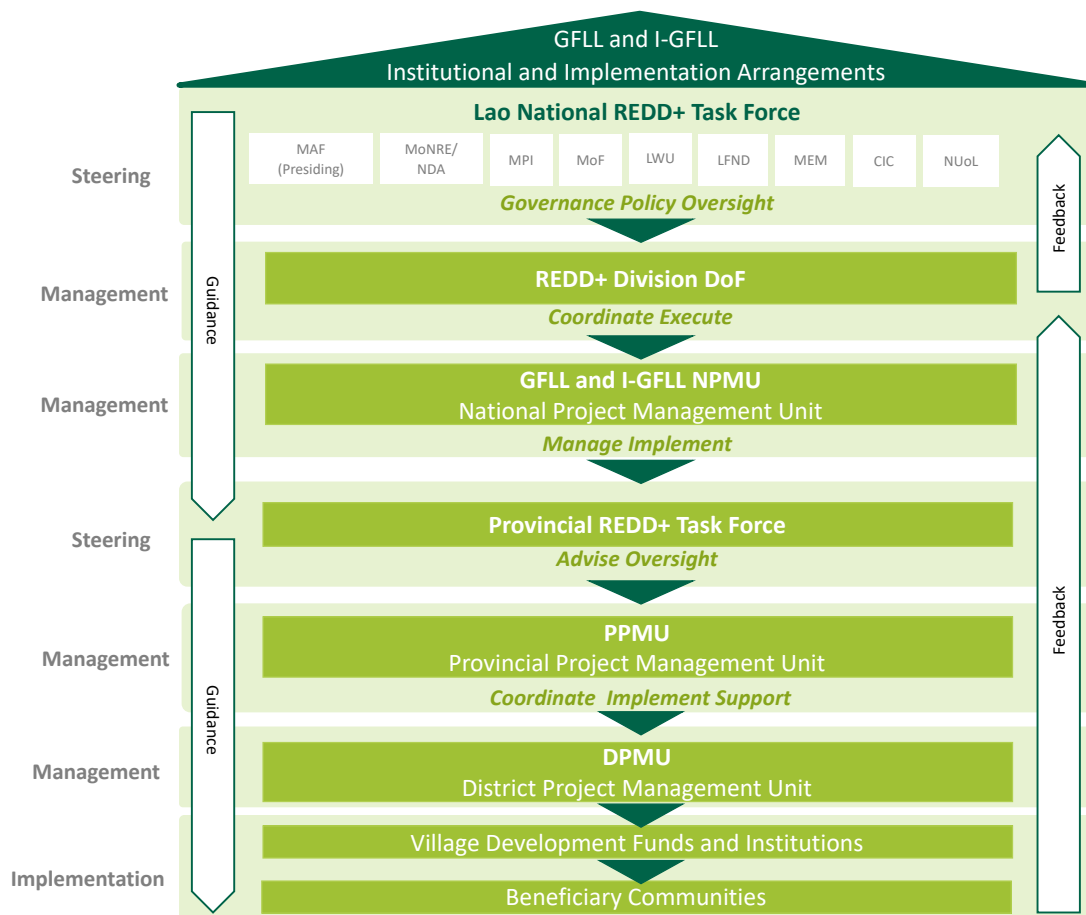 GFLL and I-GFLL
Institutional and Implementation Arrangements
Lao National REDD+ Task Force
Steering
MAF
(Presiding)
MoNRE/
NDA
MPI
MoF
LWU
LFND
MEM
CIC
NUoL
Governance Policy Oversight
Feedback
Guidance
Management
REDD+ Division DoF
Coordinate Execute
Management
GFLL and I-GFLL NPMU
National Project Management Unit
Manage Implement
Steering
Provincial REDD+ Task Force
Advise Oversight
Management
PPMU
Provincial Project Management Unit
Coordinate  Implement Support
Feedback
Guidance
Management
DPMU
District Project Management Unit
Implementation
Village Development Funds and Institutions
Beneficiary Communities